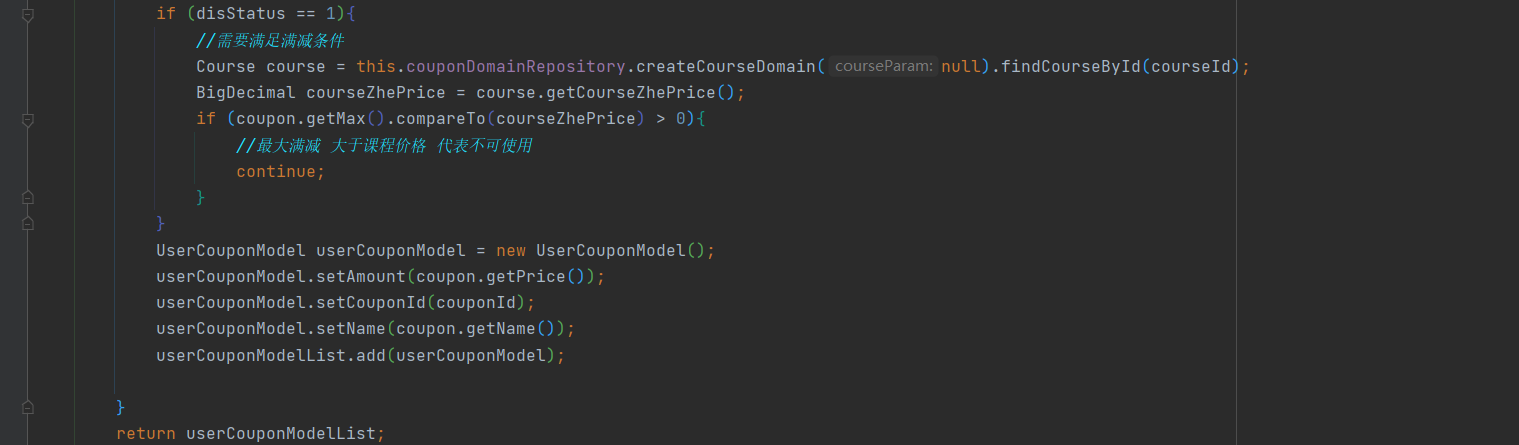 if (disStatus == 1){
//需要满足满减条件
Course course = this.couponDomainRepository.createCourseDomain( courseParam: null).findCourseById(courseId);
BigDecimal courseZhePrice = course.getCourseZhePrice();
if (coupon.getMax().compareTo(courseZhePrice) > 0){
//最大满减 大于课程价格 代表不可使用
continue;
}
}
UserCouponModel userCouponModel = new UserCouponModel();
userCouponModel.setAmount(coupon.getPrice());
userCouponModel.setCouponId(couponId);
userCouponModel.setName(coupon.getName());
userCouponModelList.add(userCouponModel);
}
return userCouponModelList;